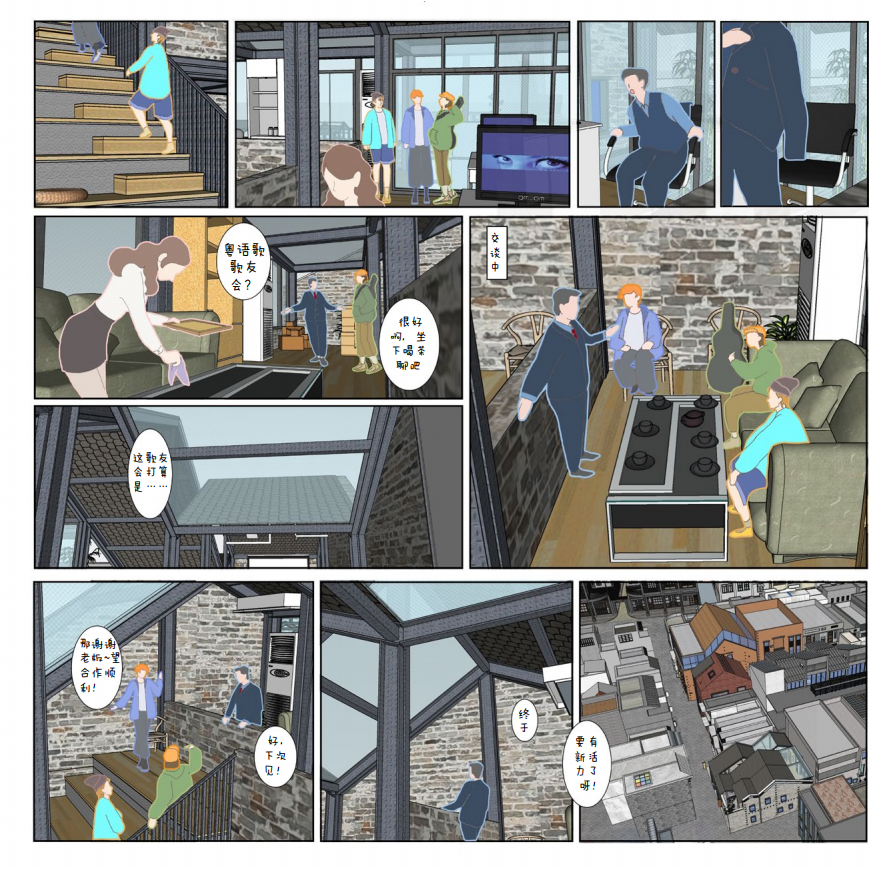 粤语歌
歌友
会？
很好
啊，坐
下喝茶
聊吧
交
谈
中
这歌友
会打算
是……
那谢谢
老板~望
合作顺
利！
好，
下次
见！
终
于
要有
新活
力了
呀！